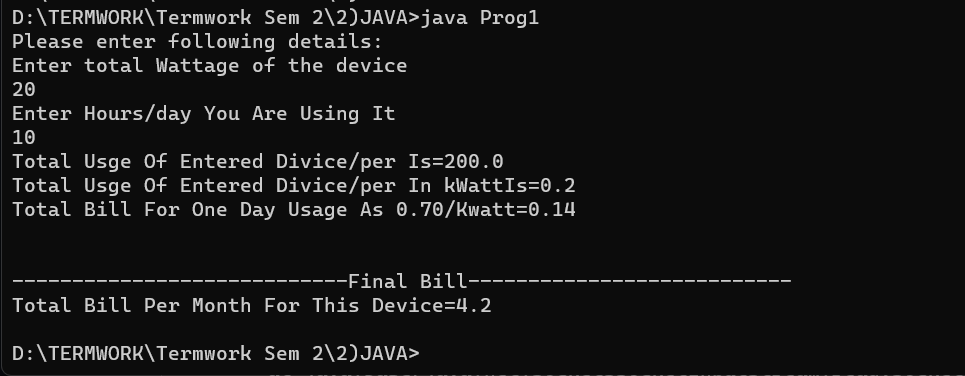 D:\TERMWORK\Termwork Sem 2\2)JAVA>java Prog1
Please enter following details:
Enter total Wattage of the device
20
Enter Hours/day You Are Using It
10
Total Usge Of Entered Divice/per Is=200.0
Total Usge Of Entered Divice/per In kWattIs=0.2
Total Bill For One Day Usage As 0.70/Kwatt=0.14
----------------------------Final Bill---------------------------
Total Bill Per Month For This Device=4.2
D:\TERMWORK\Termwork Sem 2\2)JAVA>